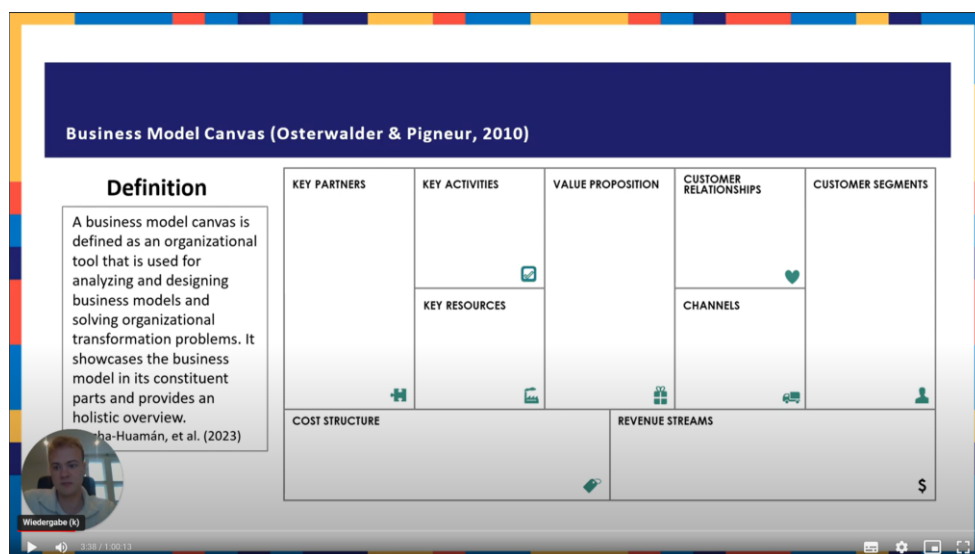 Business Model Canvas (Osterwalder & Pigneur, 2010)
Definition
A business model canvas is
defined as an organizational
tool that is used for
analyzing and designing
business models and
solving organizational
transformation problems. It
showcases the business
model in its constituent
parts and provides an
holistic overview.
et al. (2023)
KEY PARTNERS
KEY ACTIVITIES
VALUE PROPOSITION
CUSTOMER
RELATIONSHIPS
CUSTOMER SEGMENTS
KEY RESOURCES
CHANNELS
COST STRUCTURE
REVENUE STREAMS
$
Wiedergabe (k)
3:38 / 1:00:13